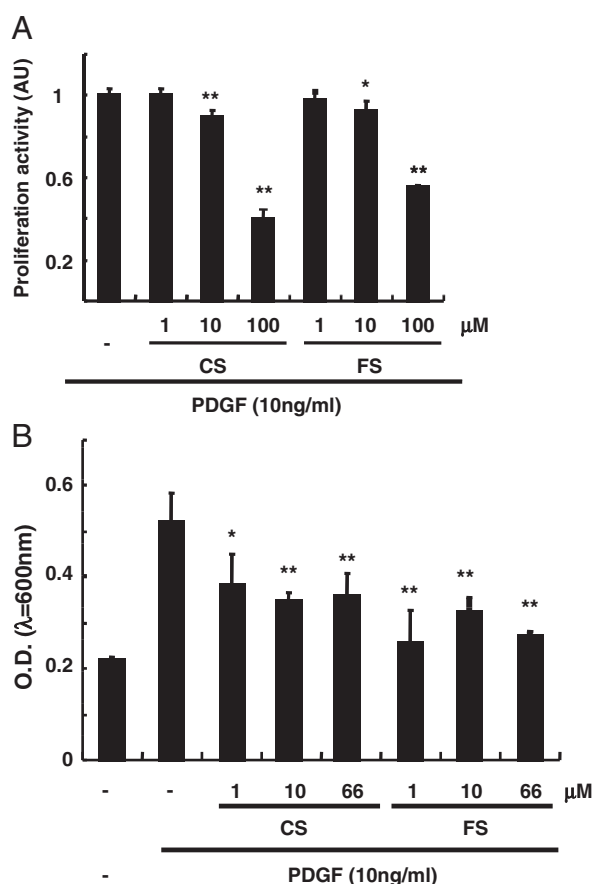 A
Proliferation activity (AU)
1
0.6
0.2
**
**
*
**
- 1 10 100 1 10 100 μM
CS FS
PDGF (10ng/ml)
B
O.D. (λ=600nm)
0.6
0.4
0.2
0
*
**
**
**
**
**
- - 1 10 66 1 10 66 μM
CS FS
- PDGF (10ng/ml)